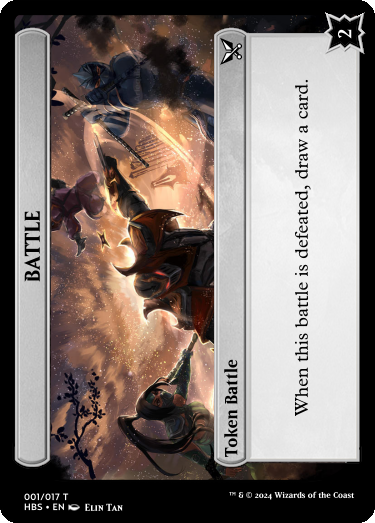 BATTLE
Token Battle
When this battle is defeated, draw a card.
2
001/017 T
HBS • EN Elin Tan
™ & © 2024 Wizards of the Coast